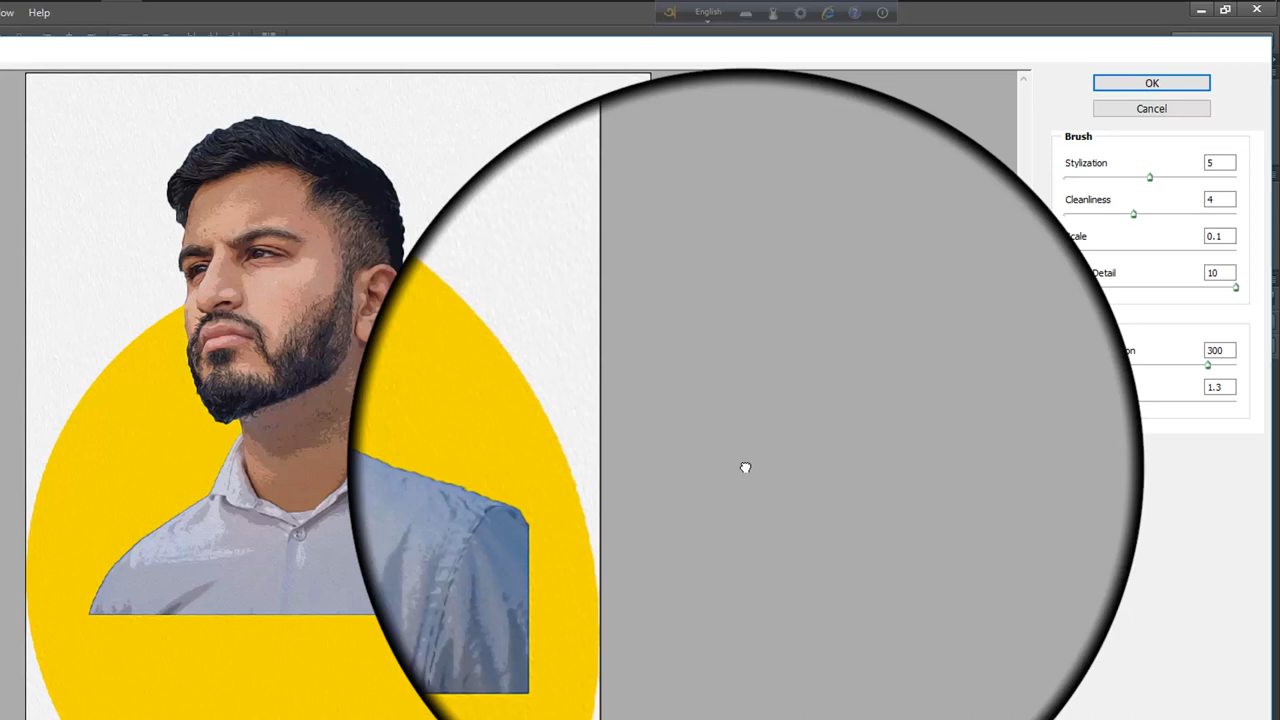 ow Help
English
OK
Cancel
Brush
Stylization 5
Cleanliness 4
cale 0.1
Detail 10
on 300
1.3